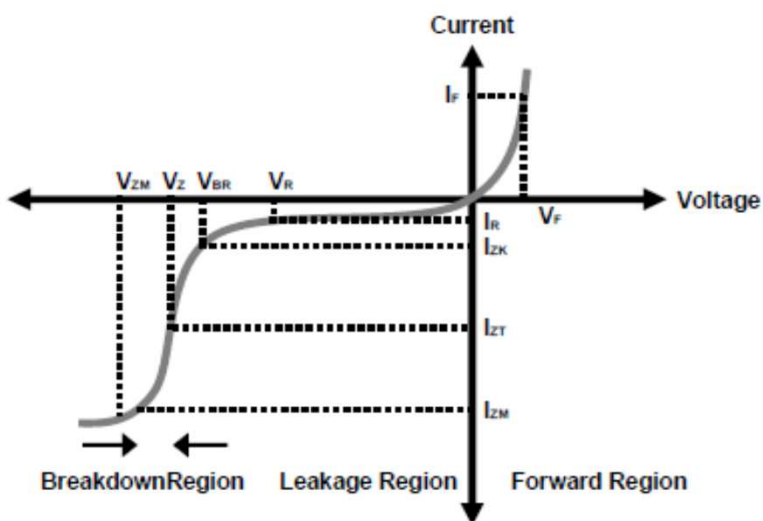 Current
IF
VZM VZ VBR VR
Voltage
VF
IR
IZK
IZT
IZM
BreakdownRegion Leakage Region Forward Region